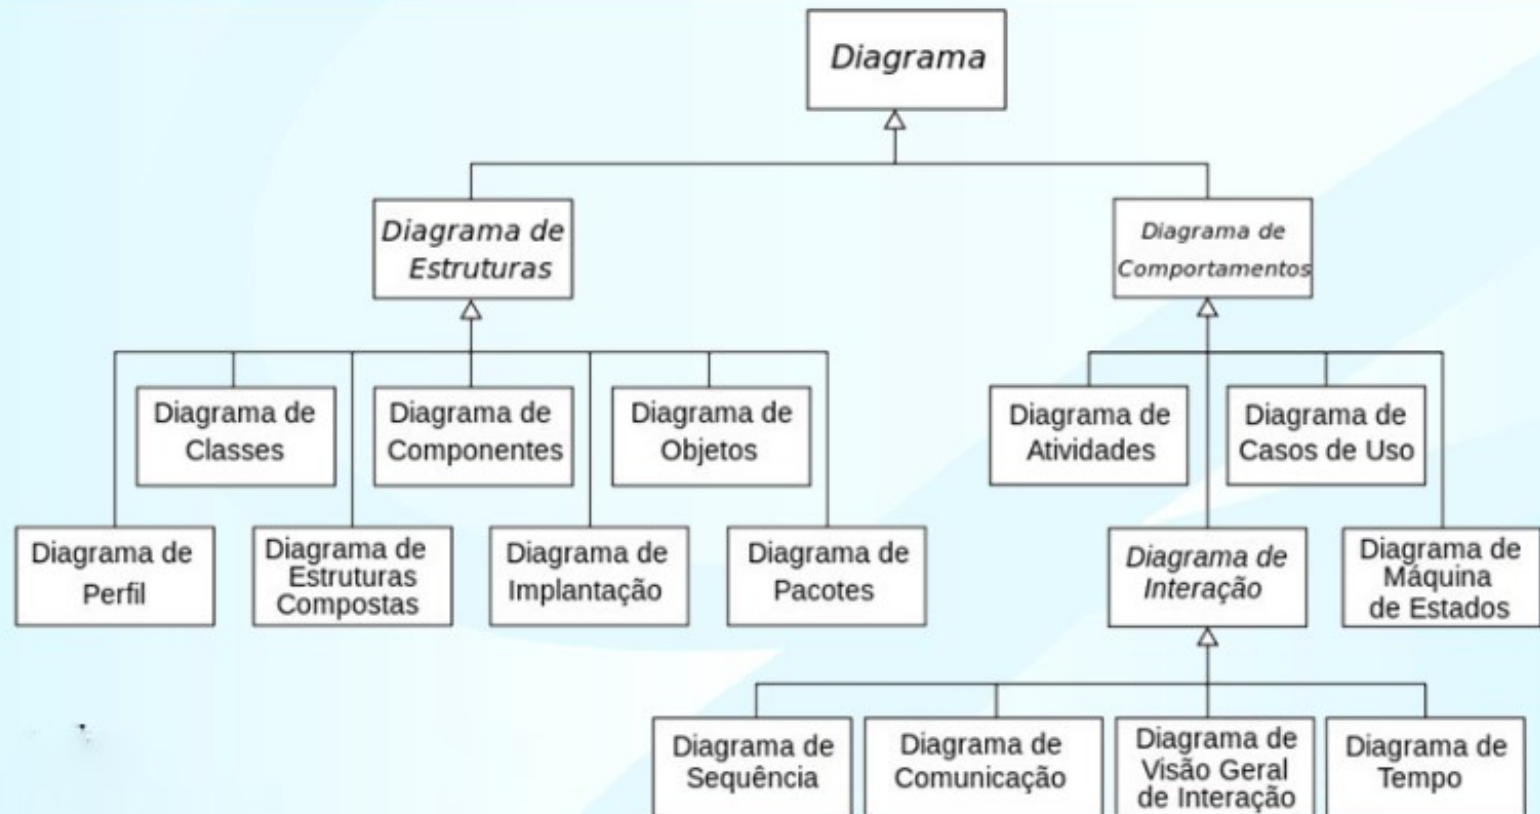 Diagrama
Diagrama de
Estruturas
Diagrama de
Comportamentos
Diagrama de
Classes
Diagrama de
Componentes
Diagrama de
Objetos
Diagrama de
Atividades
Diagrama de
Casos de Uso
Diagrama de
Perfil
Diagrama de
Estruturas
Compostas
Diagrama de
Implantação
Diagrama de
Pacotes
Diagrama de
Interação
Diagrama de
Máquina
de Estados
Diagrama de
Sequência
Diagrama de
Comunicação
Diagrama de
Visão Geral
de Interação
Diagrama de
Tempo